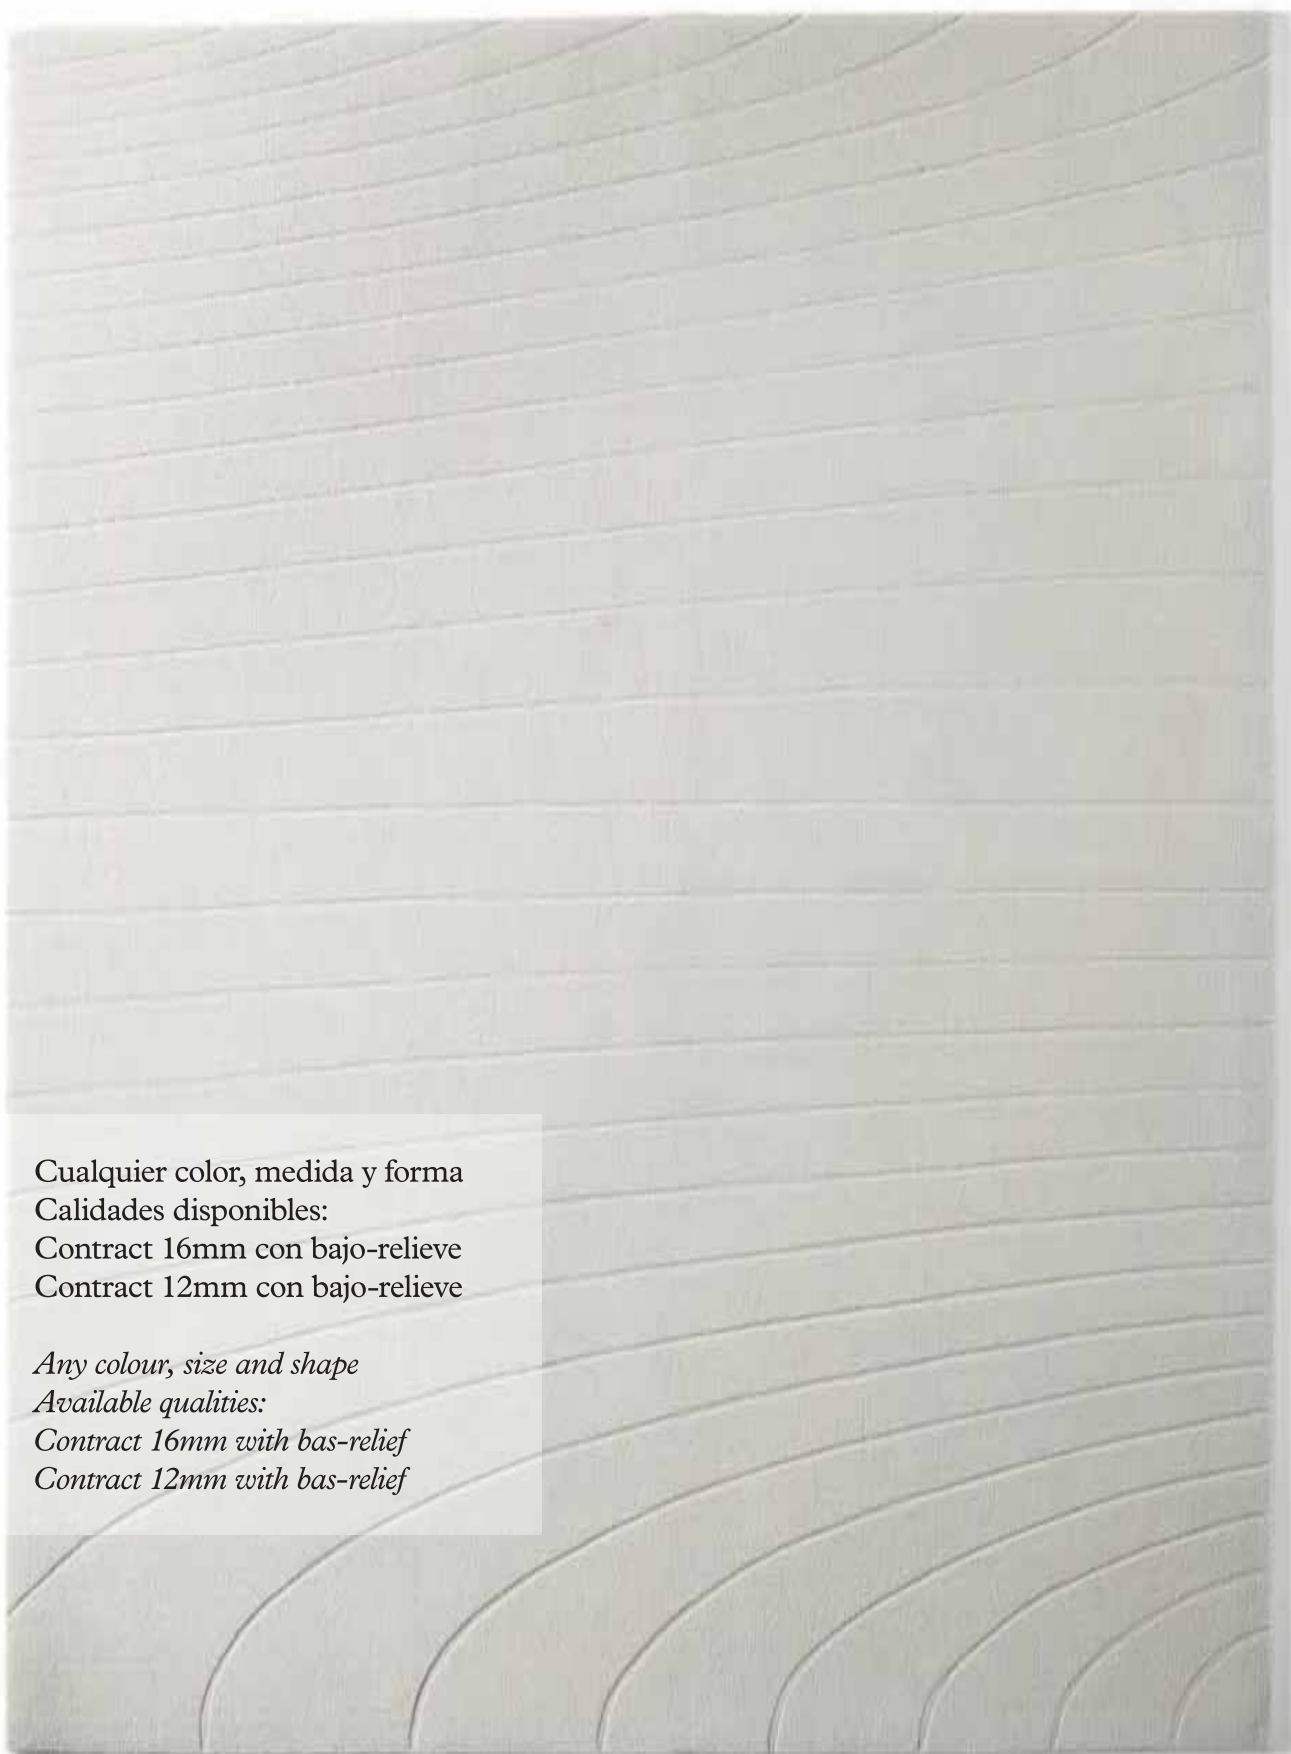 Cualquier color, medida y forma
Calidades disponibles:
Contract 16mm con bajo-relieve
Contract 12mm con bajo-relieve
Any colour, size and shape
Available qualities:
Contract 16mm with bas-relief
Contract 12mm with bas-relief